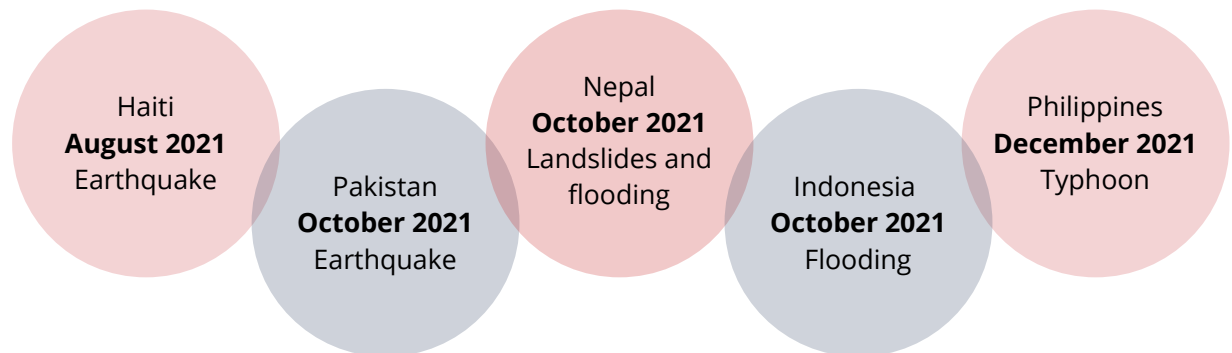 Haiti
August 2021
Earthquake
Pakistan
October 2021
Earthquake
Nepal
October 2021
Landslides and
flooding
Indonesia
October 2021
Flooding
Philippines
December 2021
Typhoon